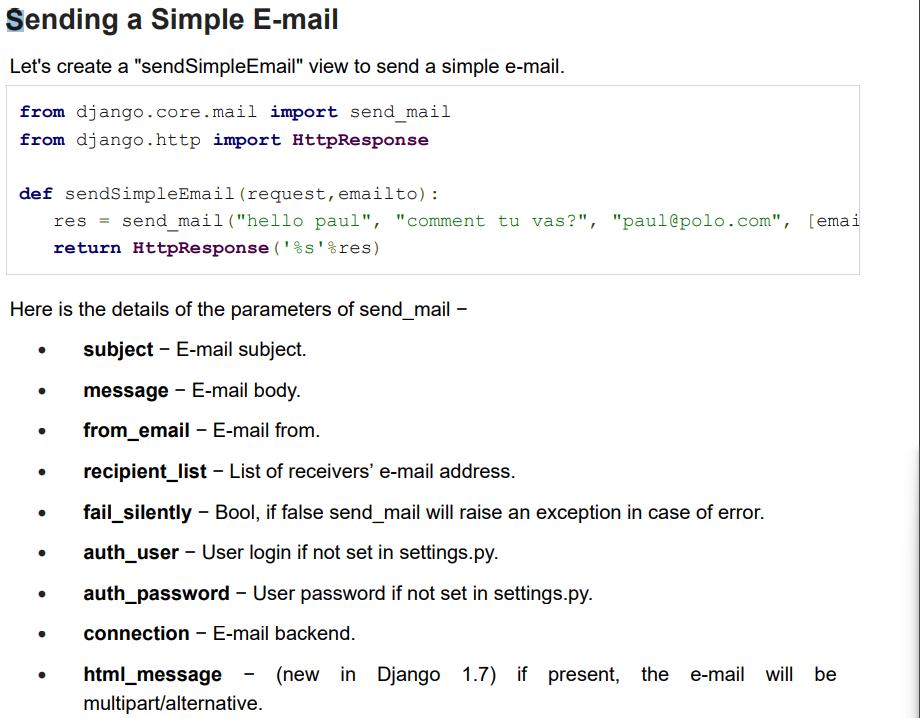 Sending a Simple E-mail
Let's create a "sendSimpleEmail" view to send a simple e-mail.
from django.core.mail import send_mail
from django.http import HttpResponse
def sendSimpleEmail(request,emailto):
res = send_mail("hello paul", "comment tu vas?", "paul@polo.com", [emai
return HttpResponse('%s'%res)
Here is the details of the parameters of send_mail −
• subject − E-mail subject.
• message − E-mail body.
• from_email − E-mail from.
• recipient_list − List of receivers’ e-mail address.
• fail_silently − Bool, if false send_mail will raise an exception in case of error.
• auth_user − User login if not set in settings.py.
• auth_password − User password if not set in settings.py.
• connection − E-mail backend.
• html_message − (new in Django 1.7) if present, the e-mail will be
multipart/alternative.